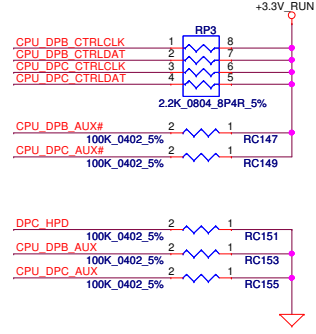 +3.3V_RUN
RP3
CPU_DPB_CTRLCLK 1 8
CPU_DPB_CTRLDAT 2 7
CPU_DPC_CTRLCLK 3 6
CPU_DPC_CTRLDAT 4 5
2.2K_0804_8P4R_5%
CPU_DPB_AUX# 2 1
100K_0402_5% RC147
CPU_DPC_AUX# 2 1
100K_0402_5% RC149
DPC_HPD 2 1
100K_0402_5% RC151
CPU_DPB_AUX 2 1
100K_0402_5% RC153
CPU_DPC_AUX 2 1
100K_0402_5% RC155